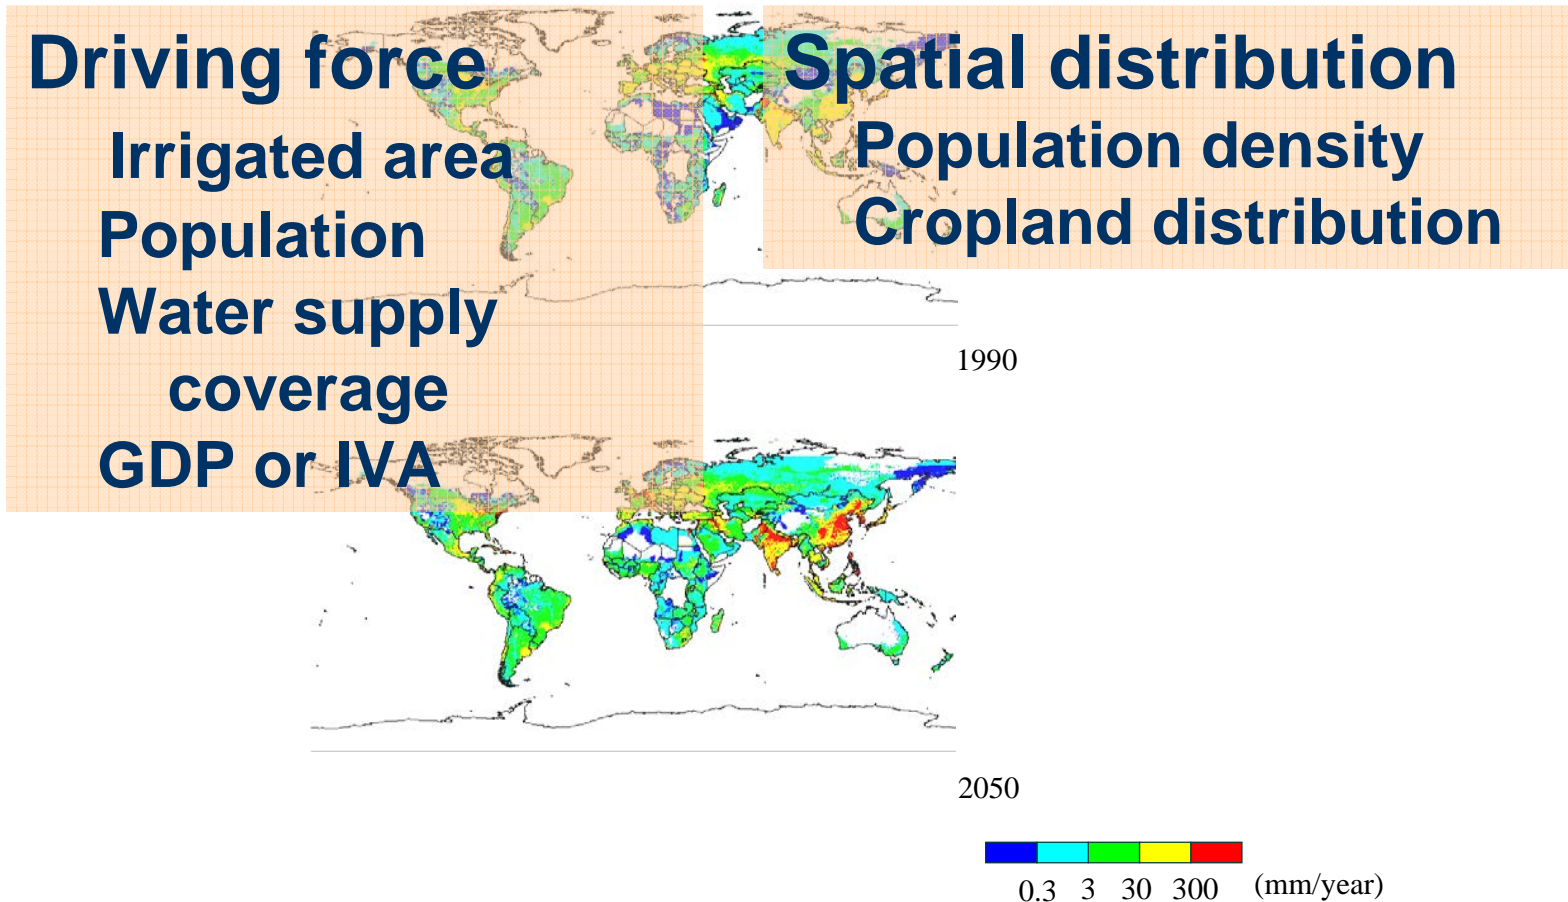 Driving force
Irrigated area
Population
Water supply
coverage
GDP or IVA
Spatial distribution
Population density
Cropland distribution
1990
2050
0.3 3 30 300 (mm/year)